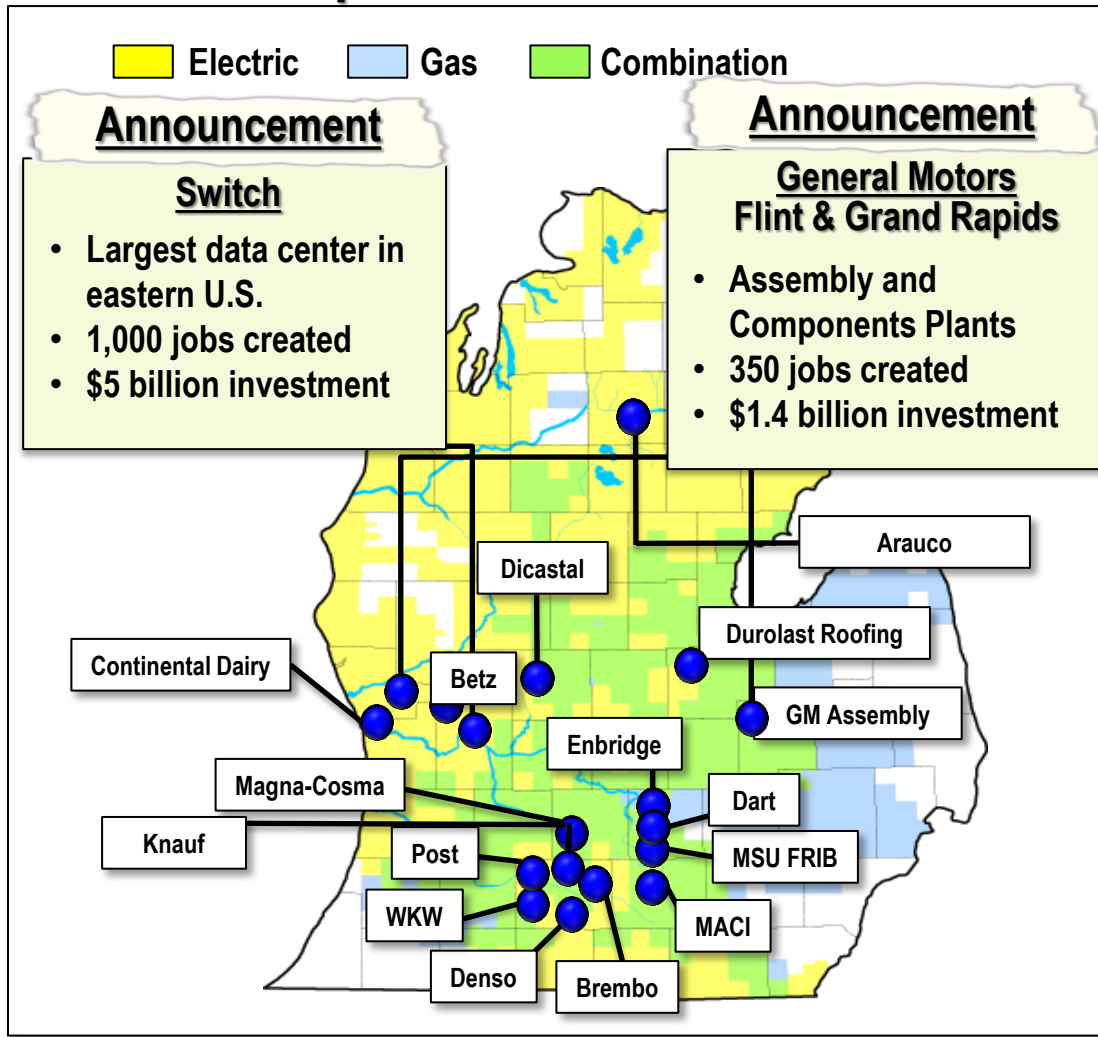 Electric Gas Combination
Announcement
Switch
• Largest data center in
eastern U.S.
• 1,000 jobs created
• $5 billion investment
Announcement
General Motors
Flint & Grand Rapids
• Assembly and
Components Plants
• 350 jobs created
• $1.4 billion investment
Arauco
Dicastal
Durolast Roofing
Continental Dairy
Betz
GM Assembly
Enbridge
Magna-Cosma
Dart
Knauf
Post
MSU FRIB
WKW
MACI
Denso
Brembo